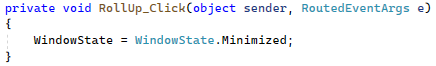 private void RollUp_Click(object sender, RoutedEventArgs e)
{
    WindowState = WindowState.Minimized;
}